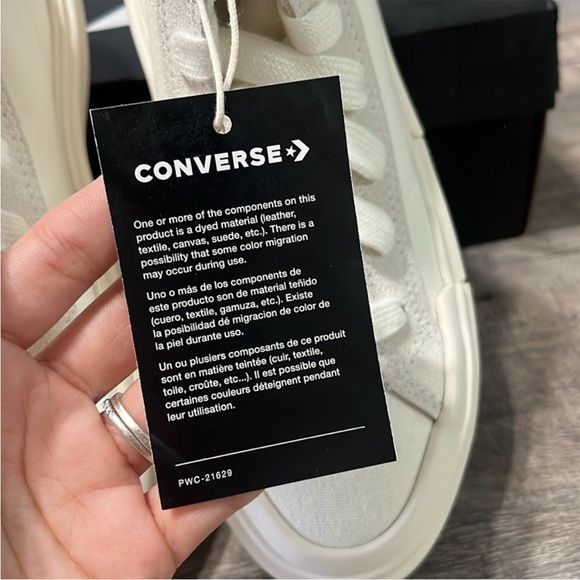 CONVERSE
One or more of the components on this
product is a dyed material (leather,
textile, canvas, suede, etc.). There is a
possibility that some color migration
may occur during use.
Uno o más de los componentes de
este producto son de material teñido
(cuero, textile, gamuza, etc.). Existe
la posibilidad dé migracion de color de
la piel durante uso.
Un ou plusiers composants de ce produit
sont en matière teintée (cuir, textile,
toile, croûte, etc...). Il est possible que
certaines couleurs déteignent pendant
leur utilisation.
PWC-21629